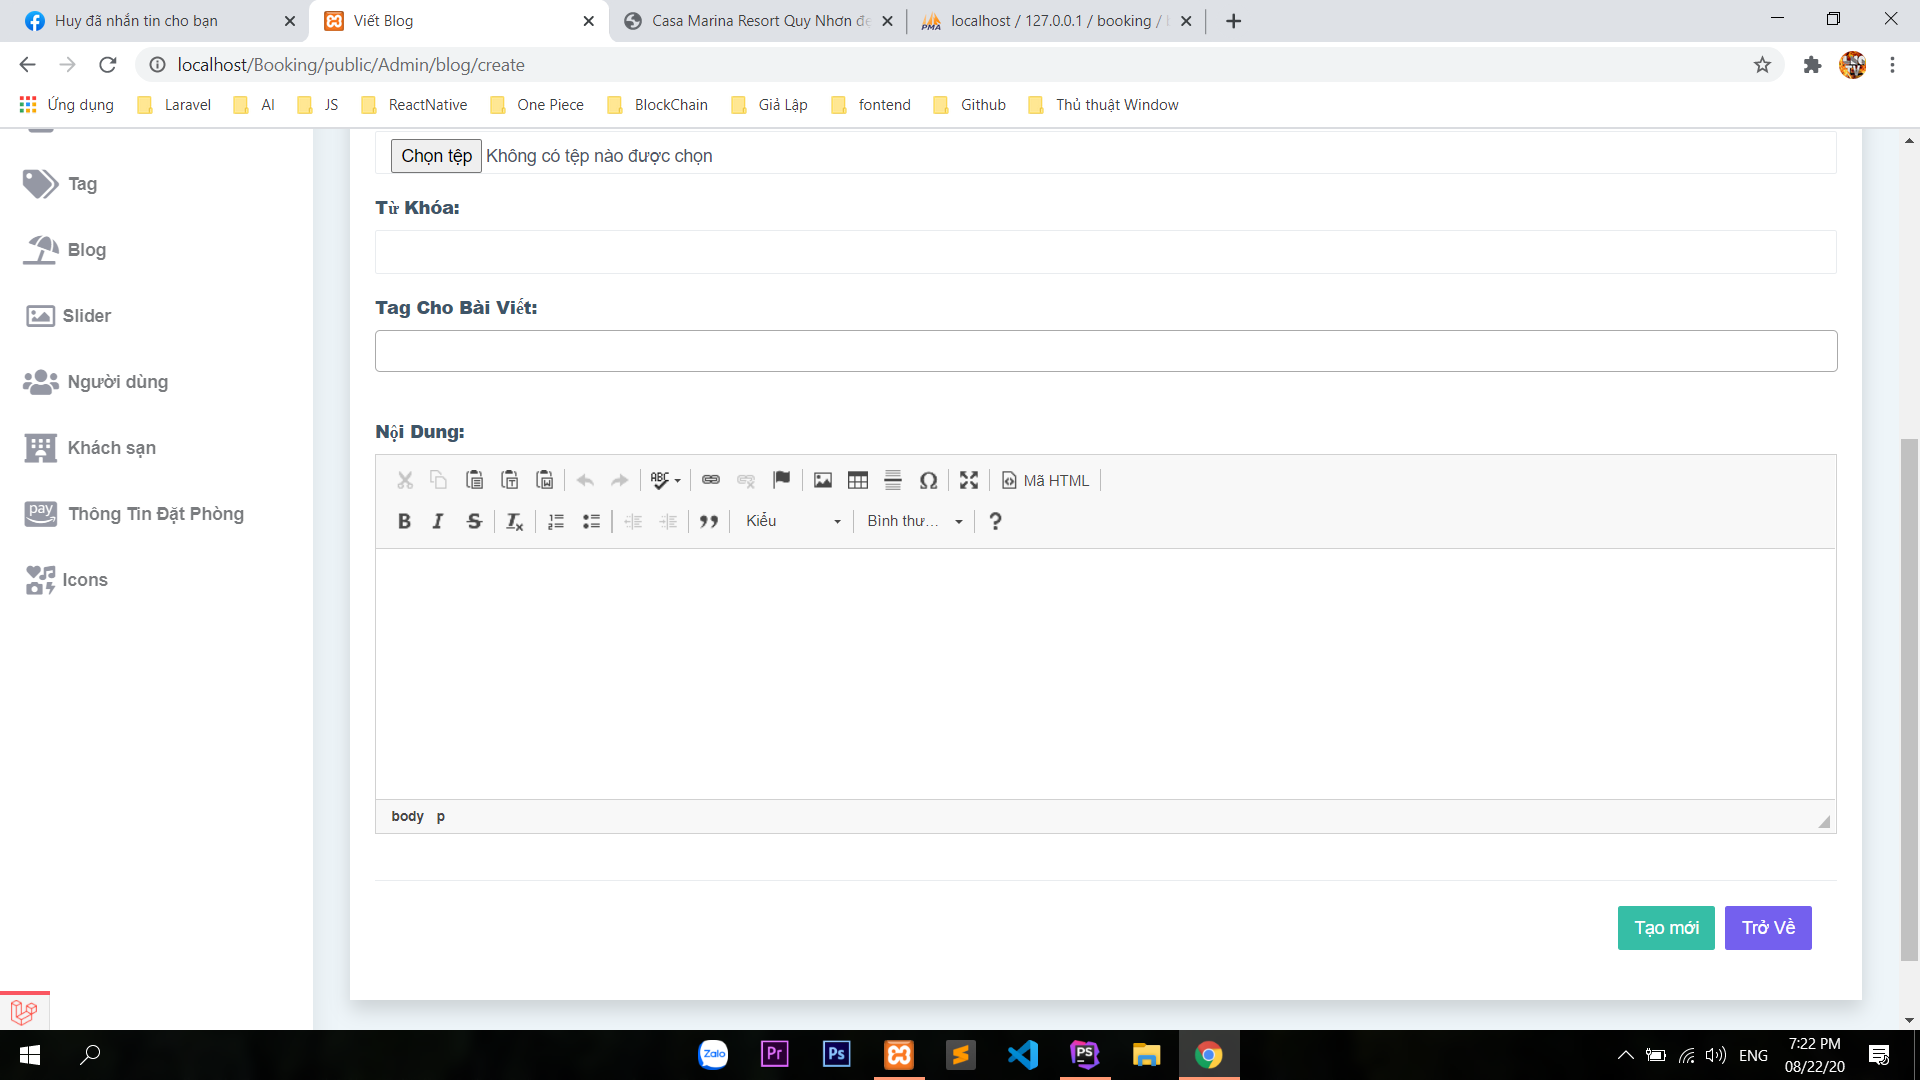 Huy đã nhắn tin cho bạn
Viết Blog
Casa Marina Resort Quy Nhơn đẹ
localhost / 127.0.0.1 / booking / b
localhost/Booking/public/Admin/blog/create
Ứng dụng
Laravel
AI
JS
ReactNative
One Piece
BlockChain
Giả Lập
fontend
Github
Thủ thuật Window
Tag
Blog
Slider
Người dùng
Khách sạn
Thông Tin Đặt Phòng
Icons
Chọn tệp Không có tệp nào được chọn
Từ Khóa:
Tag Cho Bài Viết:
Nội Dung:
Mã HTML
Kiểu
Bình thư...
body p
Tạo mới
Trở Về
ENG
7:22 PM
08/22/20